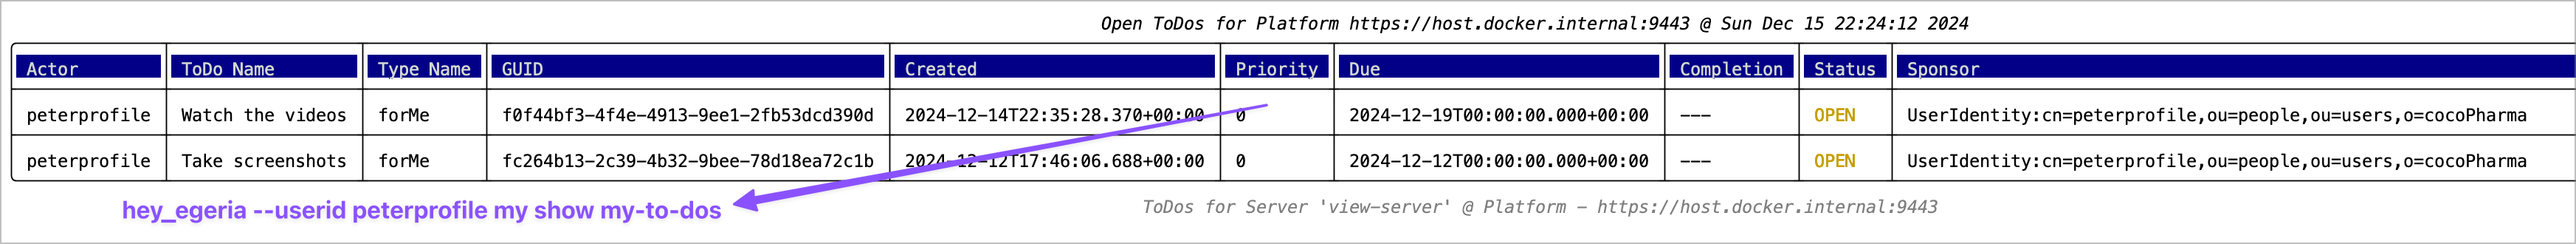 Open ToDos for Platform https://host.docker.internal:9443 @ Sun Dec 15 22:24:12 2024
Actor ToDo Name Type Name GUID Created Priority Due Completion Status Sponsor
peterprofile Watch the videos forMe f0f44bf3-4f4e-4913-9ee1-2fb53dcd390d 2024-12-14T22:35:28.370+00:00 0 2024-12-19T00:00:00.000+00:00 --- OPEN UserIdentity:cn=peterprofile,ou=people,ou=users,o=cocoPharma
peterprofile Take screenshots forMe fc264b13-2c39-4b32-9bee-78d18ea72c1b 2024-12-12T17:46:06.688+00:00 0 2024-12-12T00:00:00.000+00:00 --- OPEN UserIdentity:cn=peterprofile,ou=people,ou=users,o=cocoPharma
hey_egeria --userid peterprofile my show my-to-dos
ToDos for Server 'view-server' @ Platform - https://host.docker.internal:9443